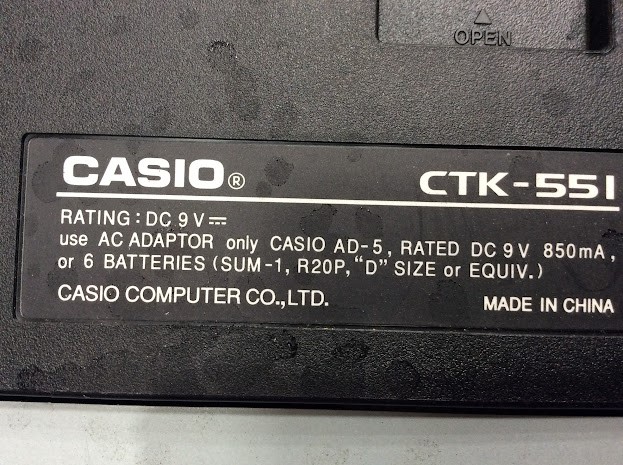 OPEN
CASIO® CTK-551
RATING : DC 9 V⎓
use AC ADAPTOR only CASIO AD-5, RATED DC 9 V 850mA,
or 6 BATTERIES (SUM-1, R20P, "D" SIZE or EQUIV.)
CASIO COMPUTER CO.,LTD. MADE IN CHINA